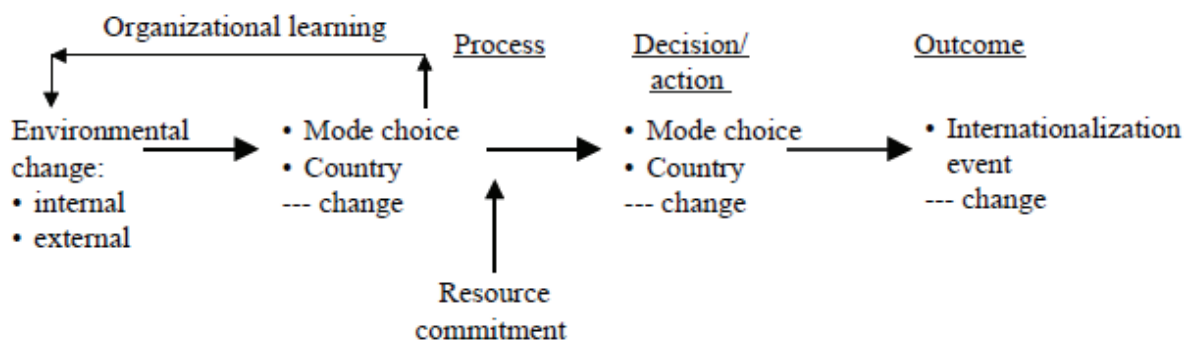 Organizational learning
Process
Decision/
action
Outcome
Environmental
change:
• internal
• external
• Mode choice
• Country
--- change
• Mode choice
• Country
--- change
• Internationalization
event
--- change
Resource
commitment